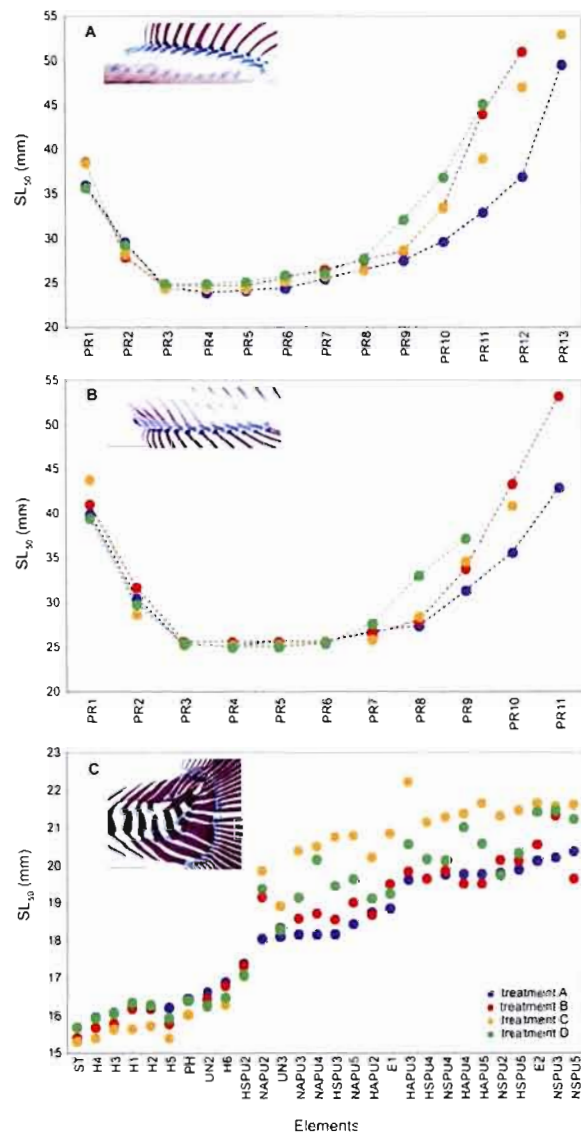 A
55
50
45
40
35
30
25
20
SL50 (mm)
PR1 PR2 PR3 PR4 PR5 PR6 PR7 PR8 PR9 PR10 PR11 PR12 PR13
B
55
50
45
40
35
30
25
20
SL50 (mm)
PR1 PR2 PR3 PR4 PR5 PR6 PR7 PR8 PR9 PR10 PR11
C
23
22
21
20
19
18
17
16
15
SL50 (mm)
treatment A
treatment B
treatment C
treatment D
ST H4 H3 H1 H2 H5 PH UN2 H6 HSPU2 NAPU2 UN3 NAPU3 NAPU4 HSPU3 NAPU5 HAPU2 E1 HAPU3 HSPU4 NSPU4 HAPU4 HAPU5 NSPU2 HSPU5 E2 NSPU3 NSPU5
Elements